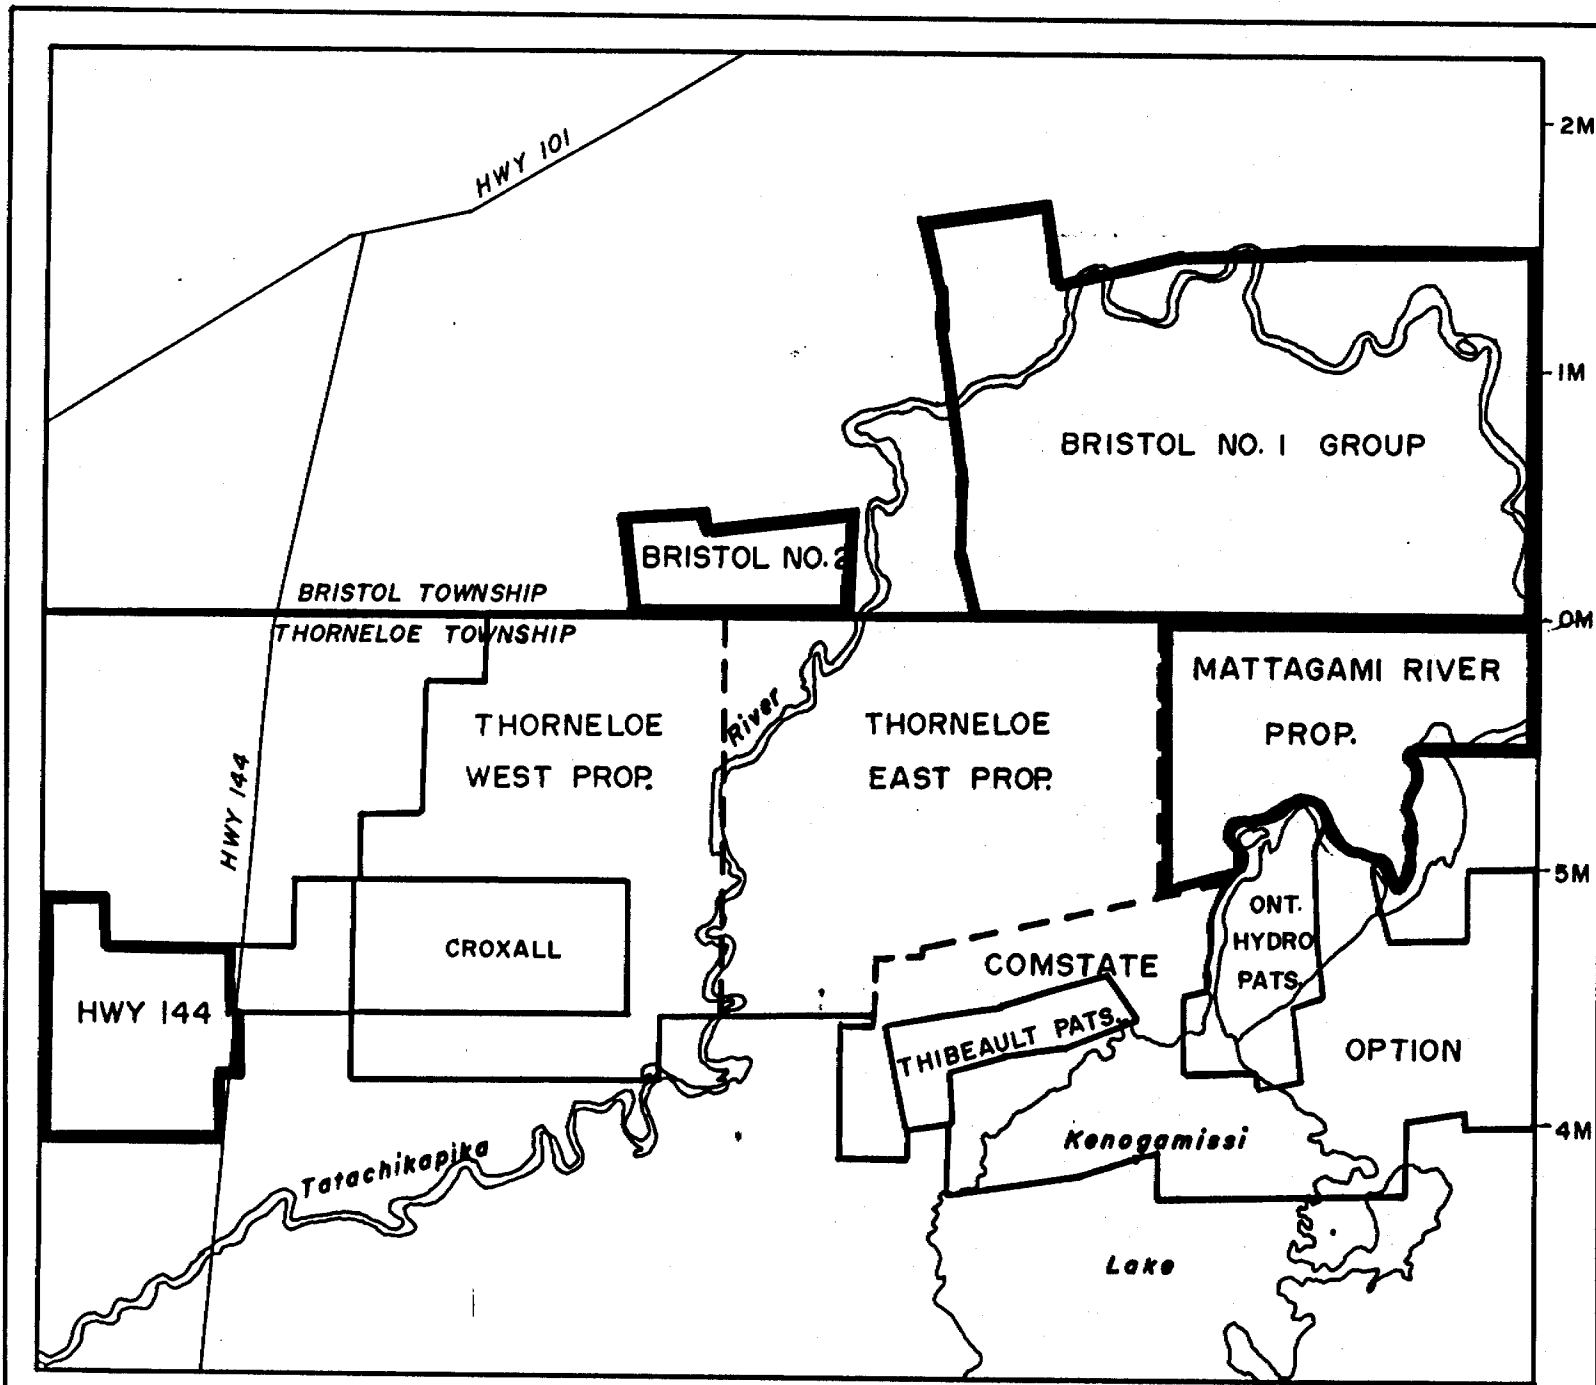 2M
HWY 101
1M
BRISTOL NO. 1 GROUP
BRISTOL NO. 2
BRISTOL TOWNSHIP
0M
THORNELOE TOWNSHIP
MATTAGAMI RIVER
PROP.
THORNELOE
WEST PROP.
River
THORNELOE
EAST PROP.
HWY 144
5M
ONT.
HYDRO
PATS.
CROXALL
COMSTATE
HWY 144
THIBEAULT PATS.
OPTION
4M
Kenogamissi
Tatachikapika
Lake